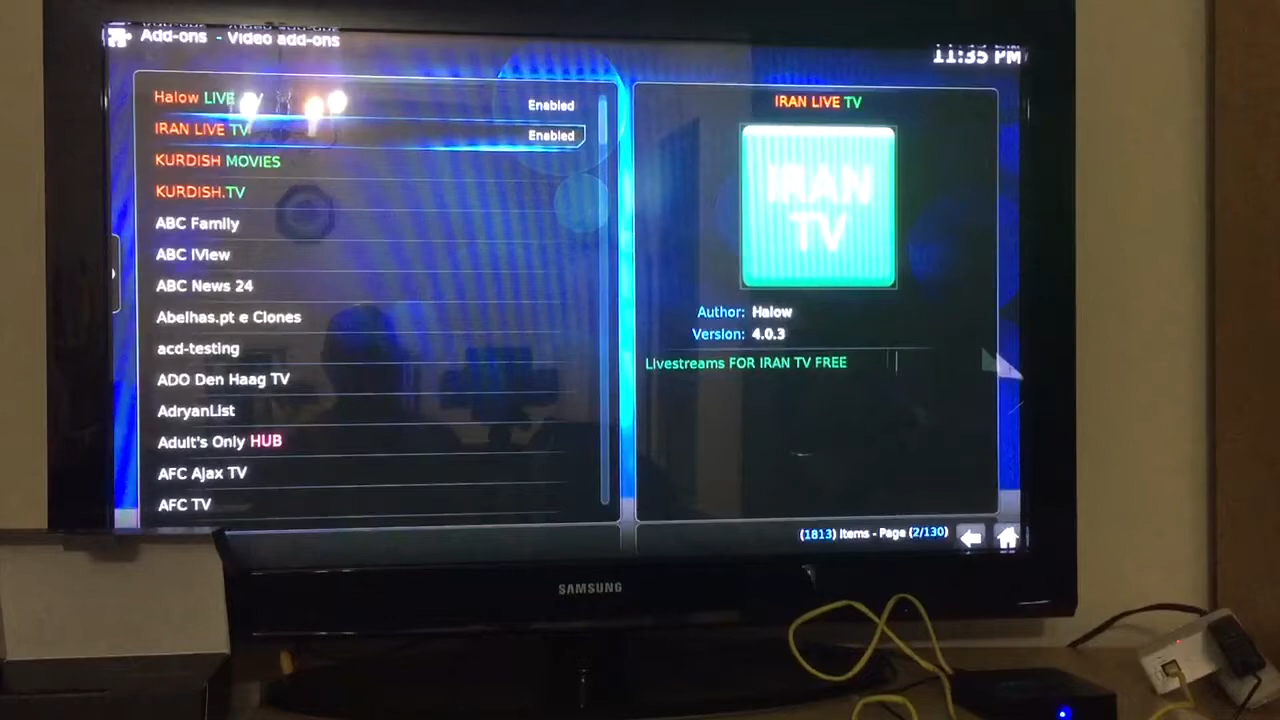 Add-ons - Video add-ons
11:35 PM
Halow LIVE TV
Enabled
IRAN LIVE TV
Enabled
KURDISH MOVIES
KURDISH.TV
ABC Family
ABC IView
ABC News 24
Abelhas.pt e Clones
acd-testing
ADO Den Haag TV
AdryanList
Adult's Only HUB
AFC Ajax TV
AFC TV
IRAN LIVE TV
IRAN
TV
Author: Halow
Version: 4.0.3
Livestreams FOR IRAN TV FREE
(1813) Items - Page (2/130)
SAMSUNG